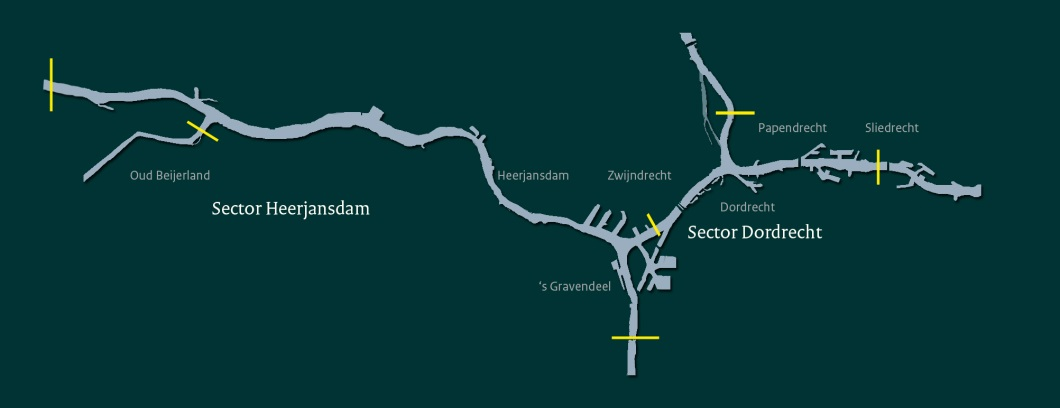 Papendrecht
Sliedrecht
Oud Beijerland
Heerjansdam
Zwijndrecht
Sector Heerjansdam
Dordrecht
Sector Dordrecht
's Gravendeel